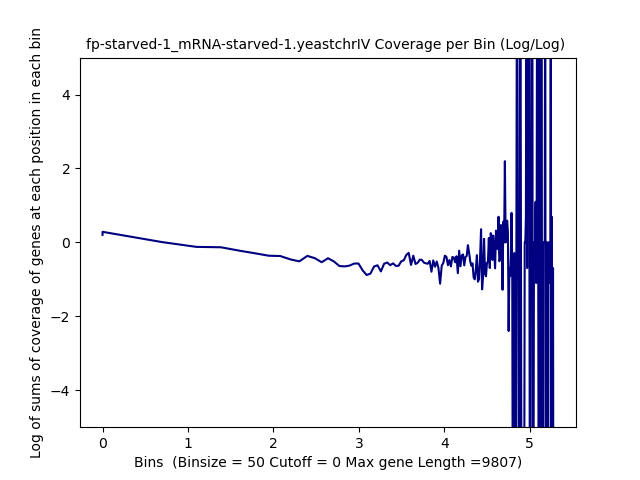 fp-starved-1_mRNA-starved-1.yeastchrIV Coverage per Bin (Log/Log)
Log of sums of coverage of genes at each position in each bin
4
2
0
−2
−4
0 1 2 3 4 5
Bins  (Binsize = 50 Cutoff = 0 Max gene Length =9807)